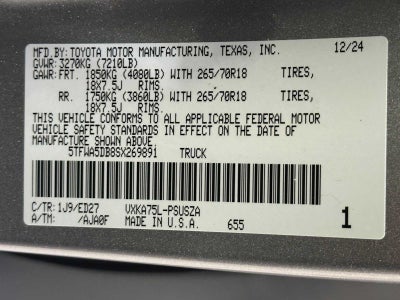 MFD.BY: TOYOTA MOTOR MANUFACTURING, TEXAS, INC. 12/24
GVWR: 3270KG (7210LB)
GAWR: FRT. 1850KG (4080LB) WITH 265/70R18 TIRES,
18X7.5J RIMS.
RR. 1750KG (3860LB) WITH 265/70R18 TIRES,
18X7.5J RIMS.
THIS VEHICLE CONFORMS TO ALL APPLICABLE FEDERAL MOTOR
VEHICLE SAFETY STANDARDS IN EFFECT ON THE DATE OF
MANUFACTURE SHOWN ABOVE.
5TFWA5DB8SX269891 TRUCK
C/TR: 1J9/ED27 VXKA75L-PSUSZA
A/TM: /AJA0F MADE IN U.S.A. 655 1